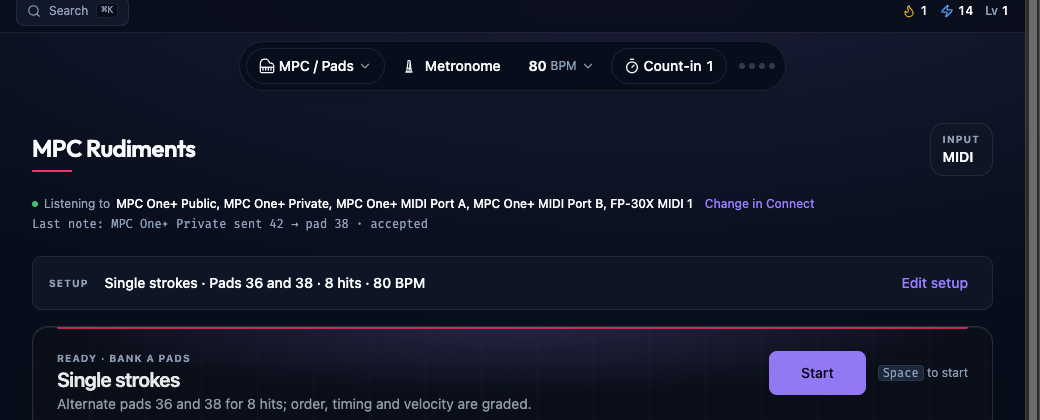 Search ⌘K 1 14 Lv 1
MPC / Pads Metronome 80 BPM Count-in 1
MPC Rudiments
INPUT
MIDI
Listening to MPC One+ Public, MPC One+ Private, MPC One+ MIDI Port A, MPC One+ MIDI Port B, FP-30X MIDI 1 Change in Connect
Last note: MPC One+ Private sent 42 → pad 38 · accepted
SETUP Single strokes · Pads 36 and 38 · 8 hits · 80 BPM Edit setup
READY · BANK A PADS
Single strokes
Start Space to start
Alternate pads 36 and 38 for 8 hits; order, timing and velocity are graded.